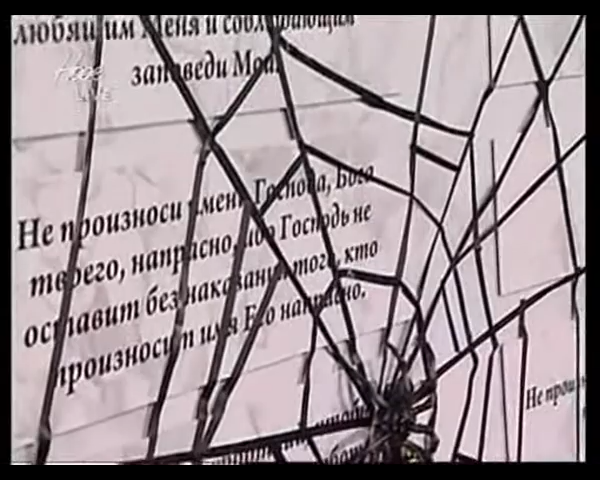 любящим Меня и соблюдающим
заповеди Мои.
LIVE
Не произноси имени Господа, Бога
твоего, напрасно, ибо Господь не
оставит без наказания того, кто
произносит имя Его напрасно.
Не